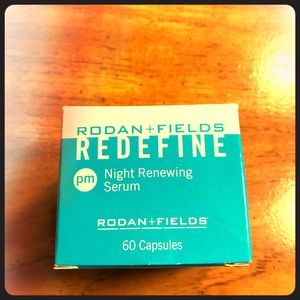 RODAN+FIELDS
REDEFINE
pm
Night Renewing
Serum
RODAN+FIELDS®
60 Capsules